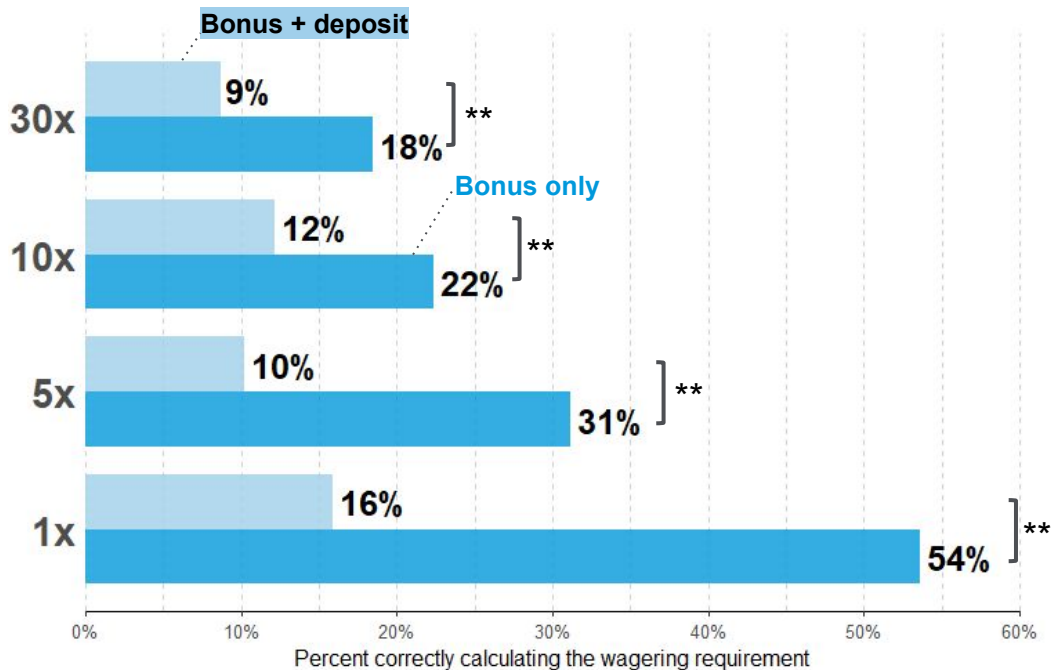 Bonus + deposit
30x
9%
**
18%
Bonus only
10x
12%
**
22%
5x
10%
**
31%
1x
16%
**
54%
0% 10% 20% 30% 40% 50% 60%
Percent correctly calculating the wagering requirement